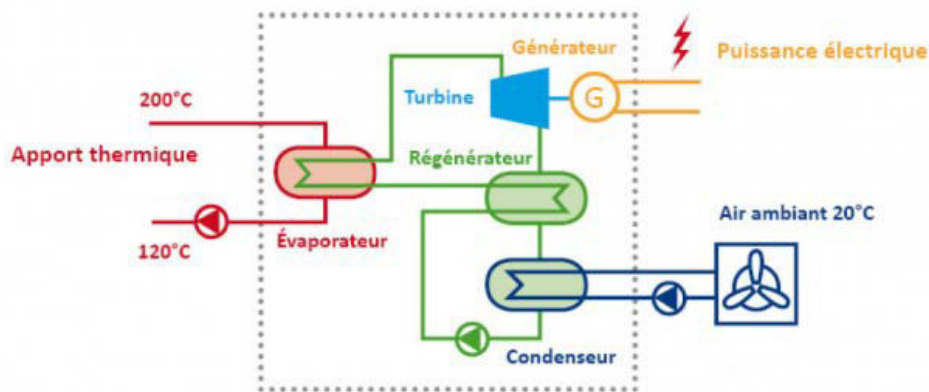 Générateur
Puissance électrique
200°C
Turbine
G
Apport thermique
Régénérateur
Air ambiant 20°C
120°C
Évaporateur
Condenseur